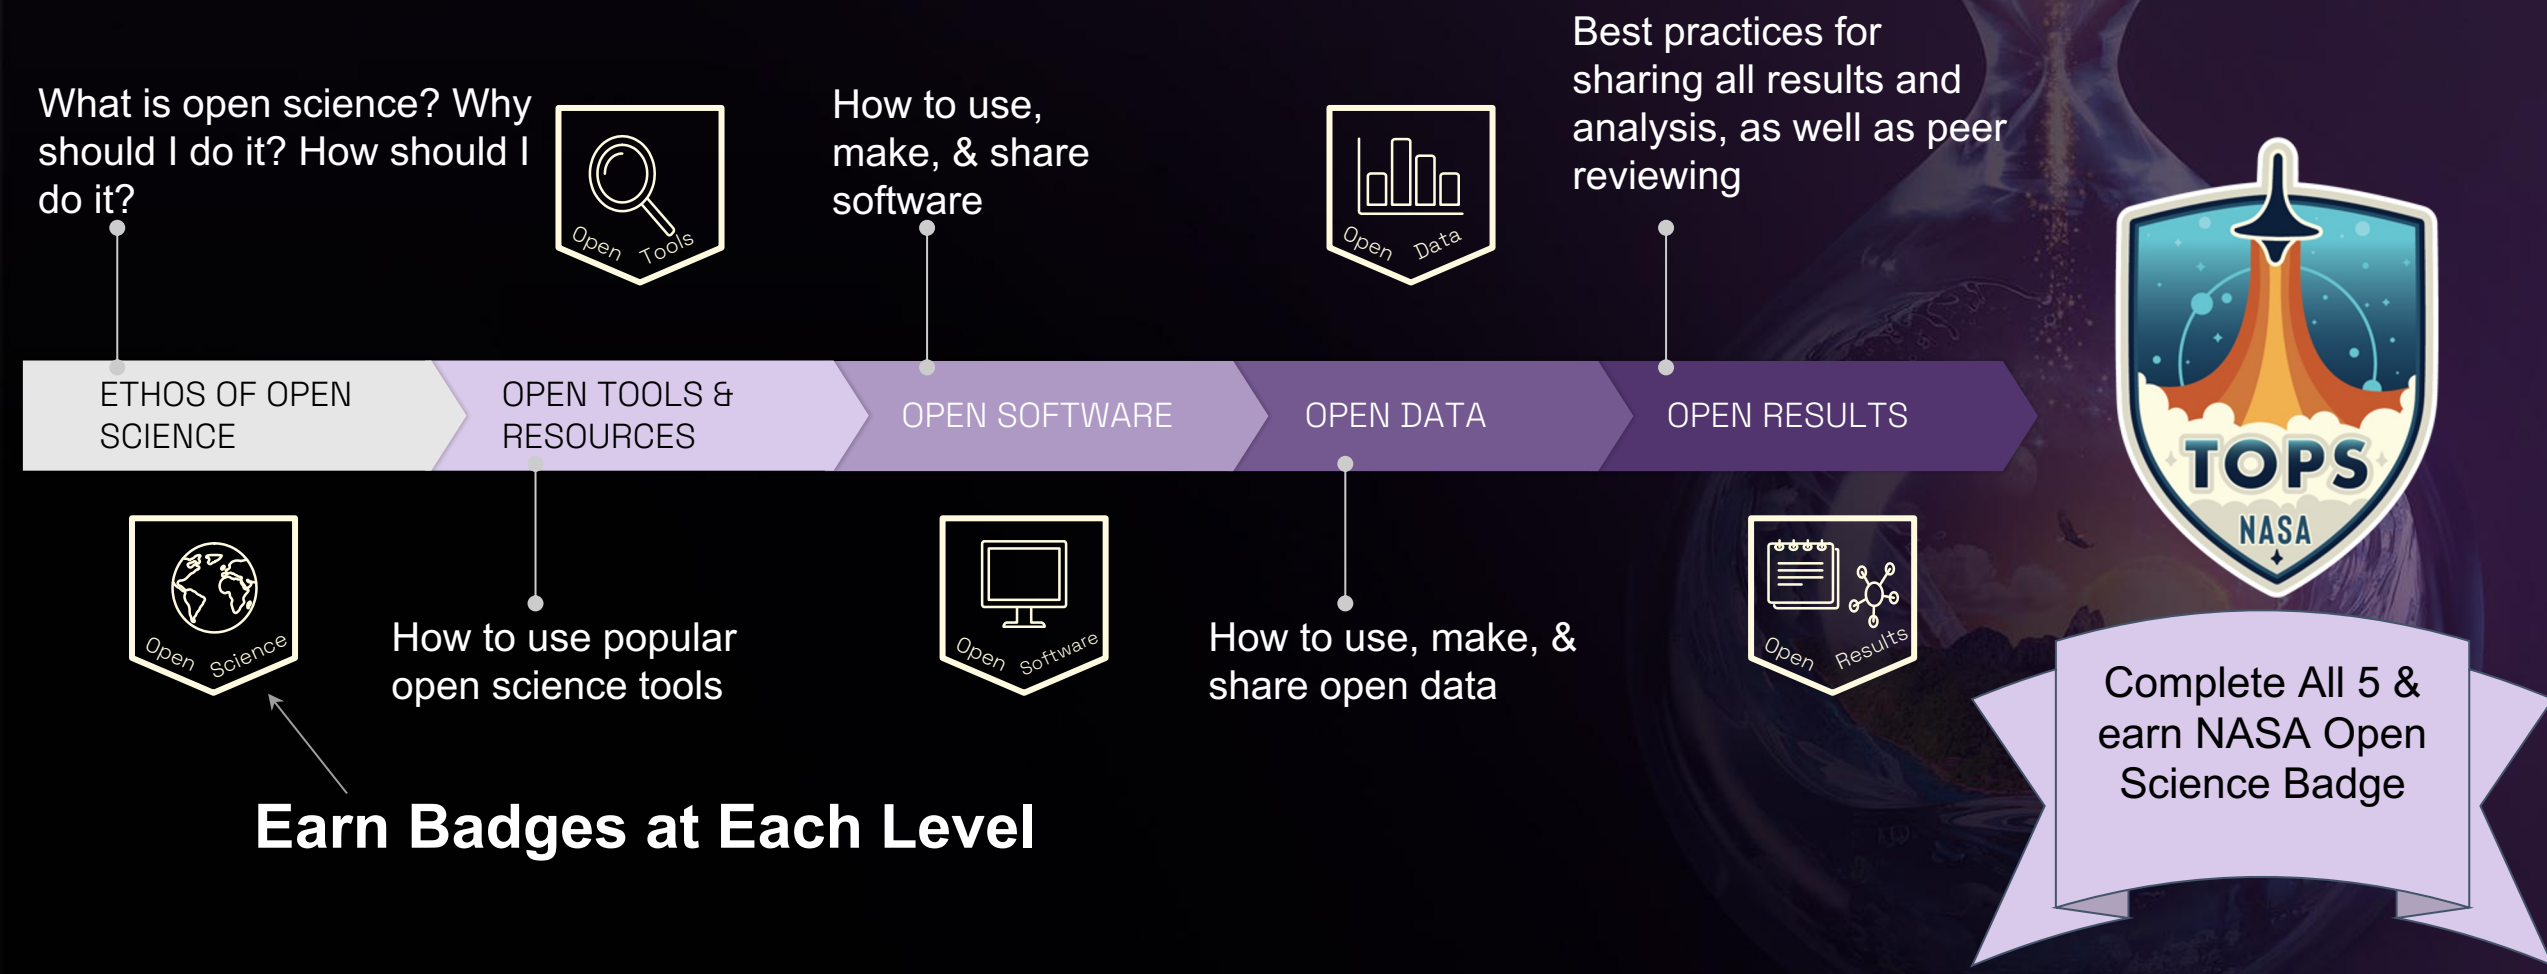 What is open science? Why
should I do it? How should I
do it?
Open Tools
How to use,
make, & share
software
Open Data
Best practices for
sharing all results and
analysis, as well as peer
reviewing
ETHOS OF OPEN
SCIENCE
OPEN TOOLS &
RESOURCES
OPEN SOFTWARE
OPEN DATA
OPEN RESULTS
TOPS
NASA
Open Science
How to use popular
open science tools
Open Software
How to use, make, &
share open data
Open Results
Complete All 5 &
earn NASA Open
Science Badge
Earn Badges at Each Level